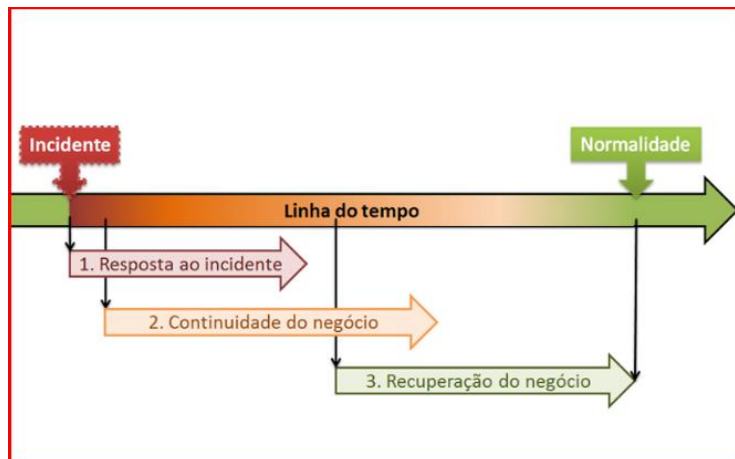 Incidente
Normalidade
Linha do tempo
1. Resposta ao incidente
2. Continuidade do negócio
3. Recuperação do negócio